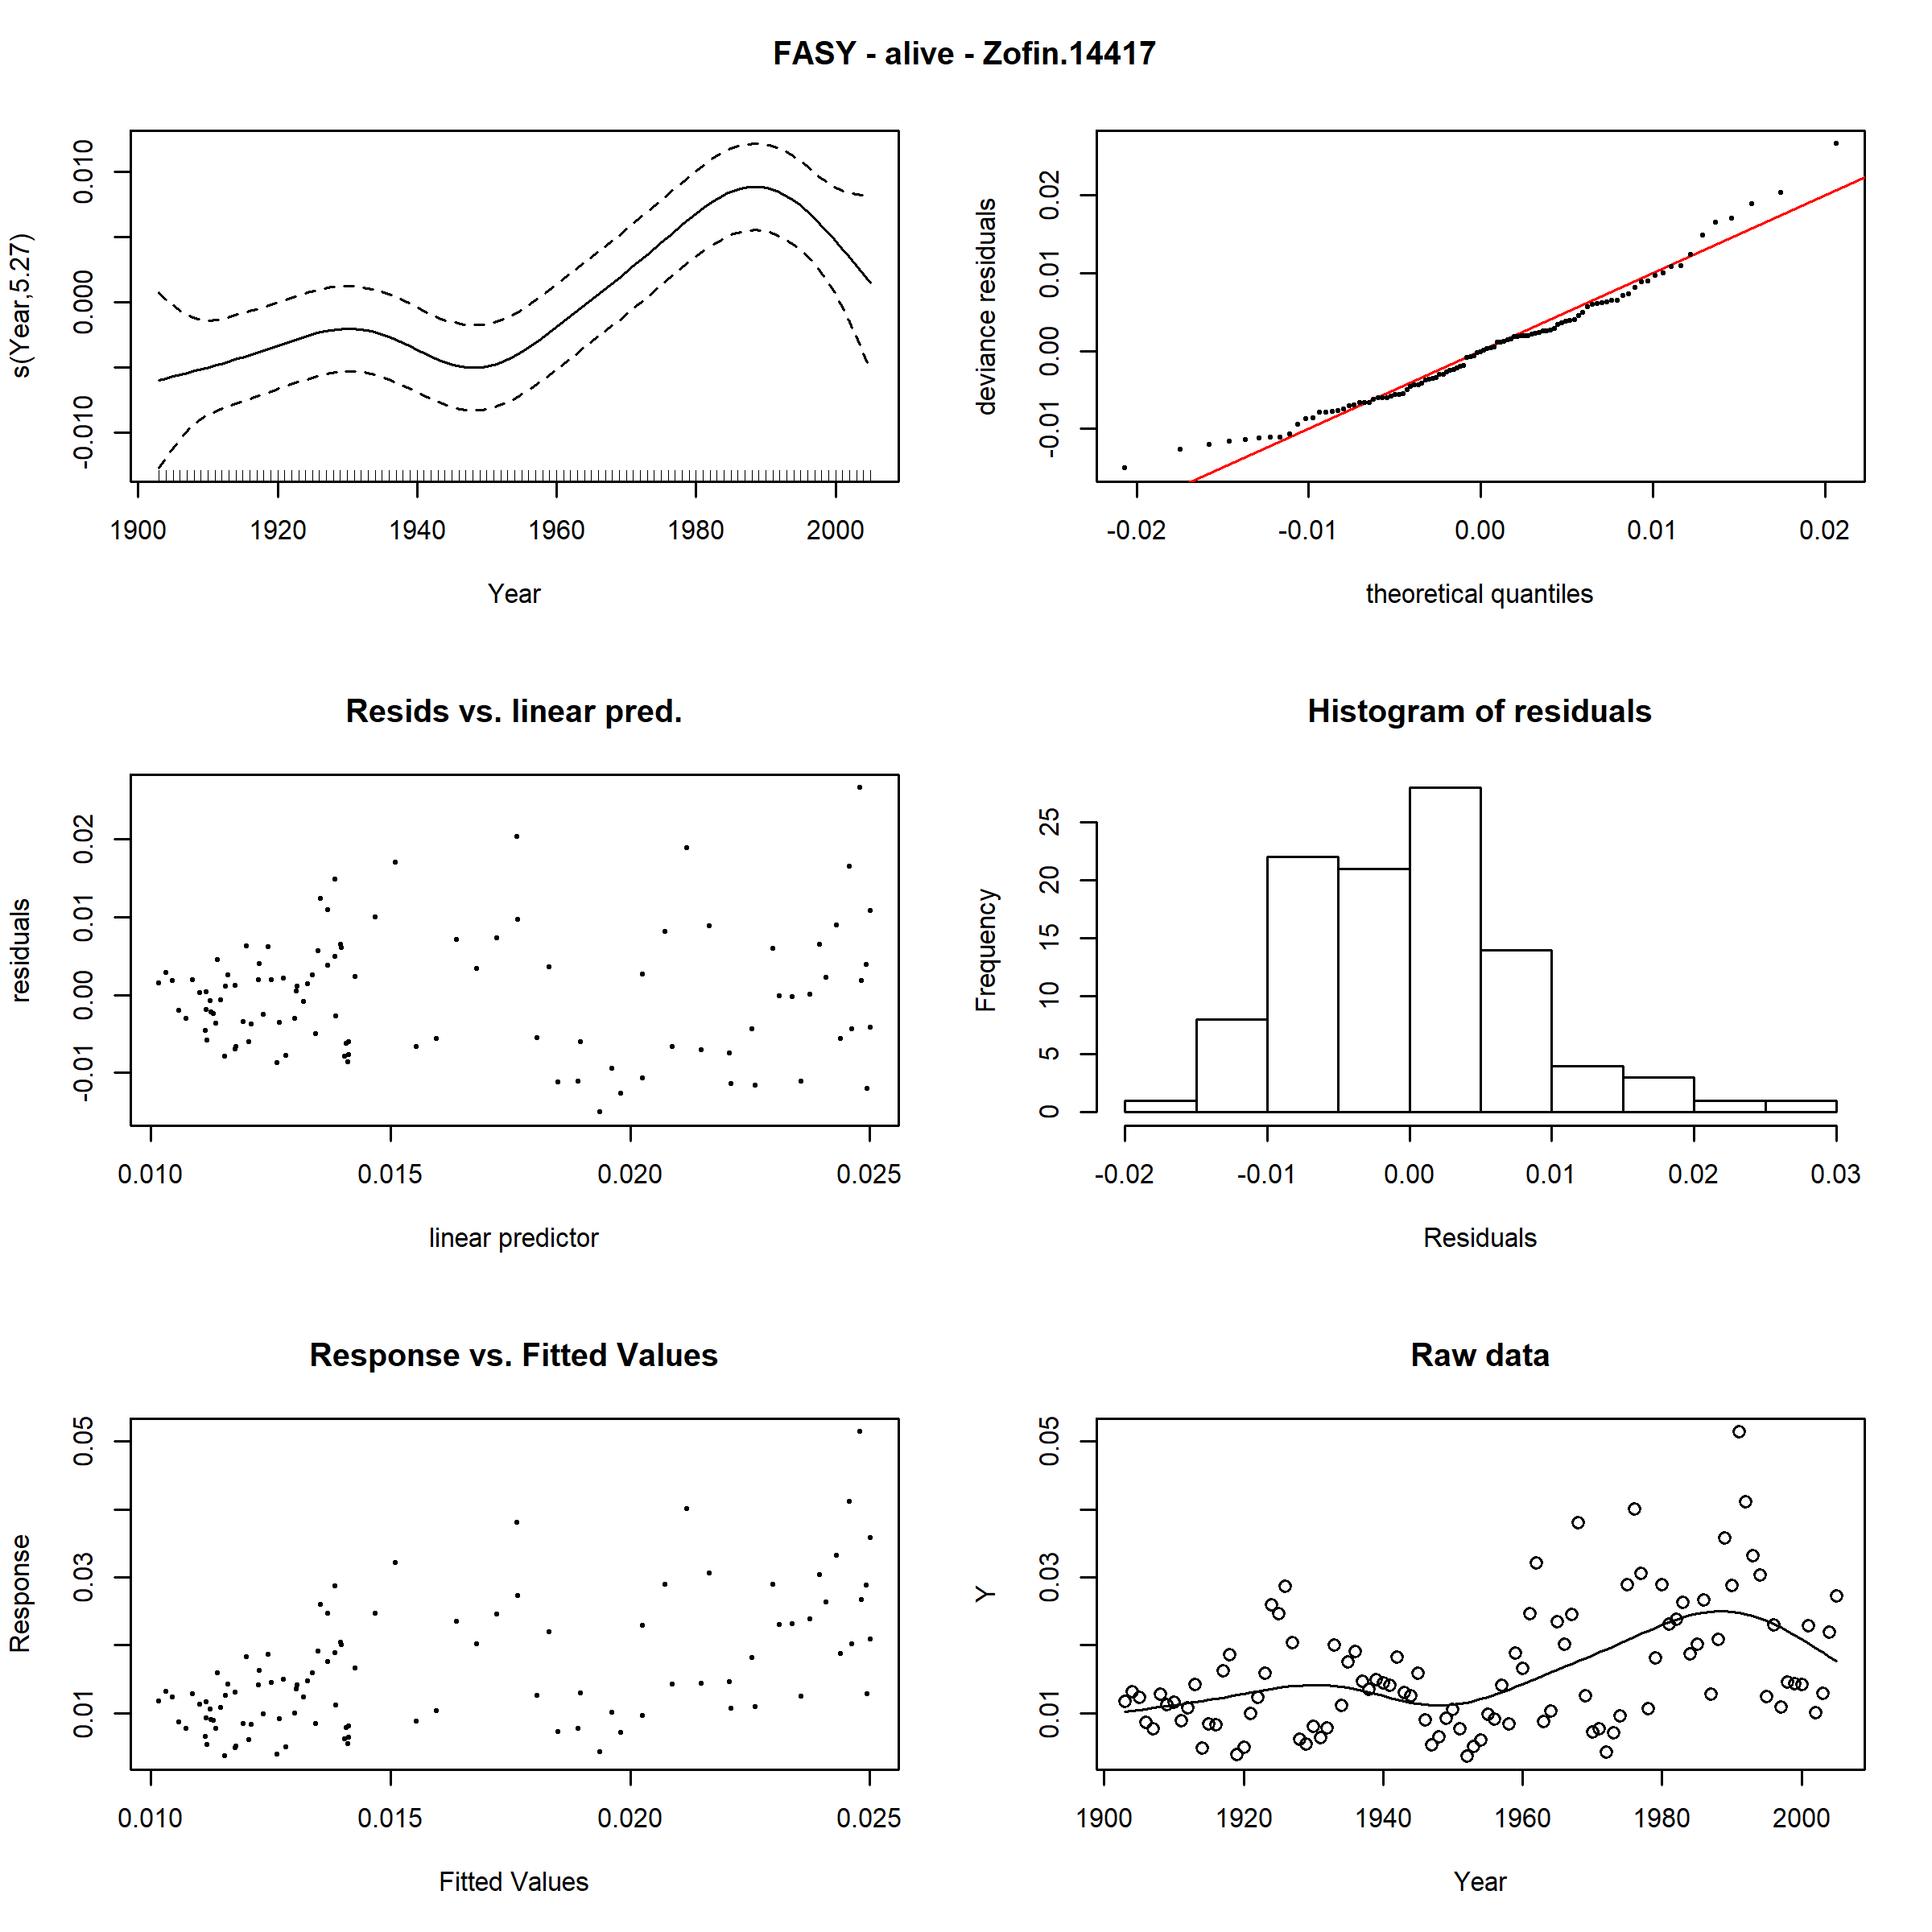 FASY - alive - Zofin.14417
s(Year,5.27)
-0.010 0.000 0.010
1900 1920 1940 1960 1980 2000
Year
deviance residuals
-0.01 0.00 0.01 0.02
-0.02 -0.01 0.00 0.01 0.02
theoretical quantiles
Resids vs. linear pred.
residuals
-0.01 0.00 0.01 0.02
0.010 0.015 0.020 0.025
linear predictor
Histogram of residuals
Frequency
0 5 10 15 20 25
-0.02 -0.01 0.00 0.01 0.02 0.03
Residuals
Response vs. Fitted Values
Response
0.01 0.03 0.05
0.010 0.015 0.020 0.025
Fitted Values
Raw data
Y
0.01 0.03 0.05
1900 1920 1940 1960 1980 2000
Year